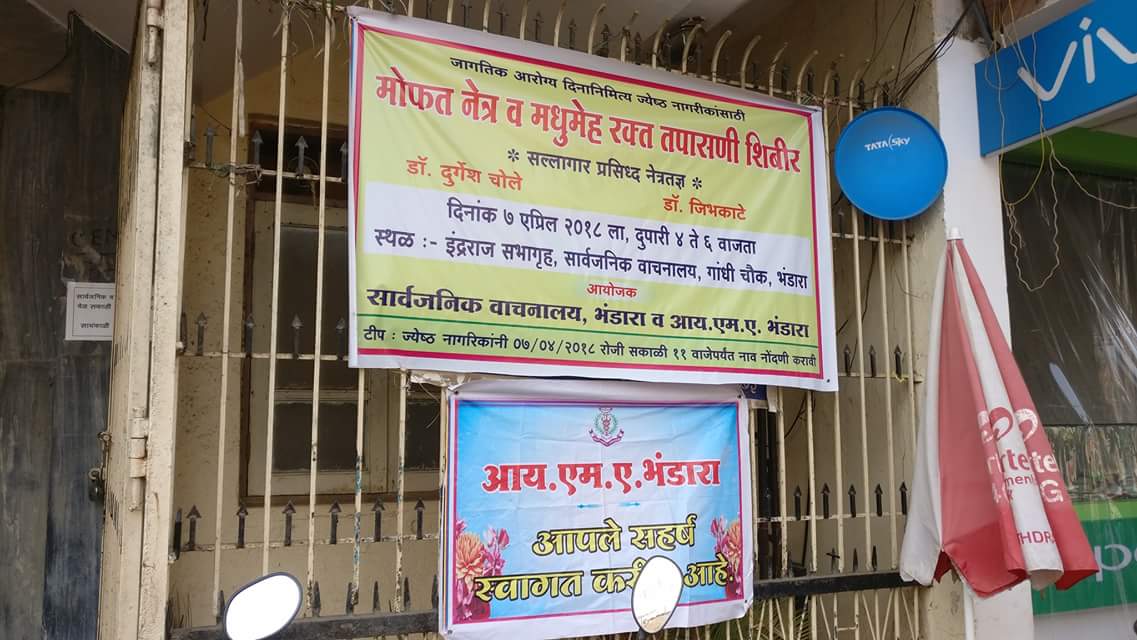 जागतिक आरोग्य दिनानिमित्य ज्येष्ठ नागरीकांसाठी
मोफत नेत्र व मधुमेह रक्त तपासणी शिबीर
* सल्लागार प्रसिध्द नेत्रतज्ञ *
डॉ. दुर्गेश चोले
डॉ. जिभकाटे
दिनांक ७ एप्रिल २०१८ ला, दुपारी ४ ते ६ वाजता
स्थळ :- इंद्रराज सभागृह, सार्वजनिक वाचनालय, गांधी चौक, भंडारा
आयोजक
सार्वजनिक वाचनालय, भंडारा व आय.एम.ए. भंडारा
टीप : ज्येष्ठ नागरिकांनी ०७/०४/२०१८ रोजी सकाळी ११ वाजेपर्यंत नाव नोंदणी करावी
आय.एम.ए.भंडारा
आपले सहर्ष
स्वागत आहे.
TATA SKY
सार्वजनिक व
वेळ सकाळी
सायंकाळी